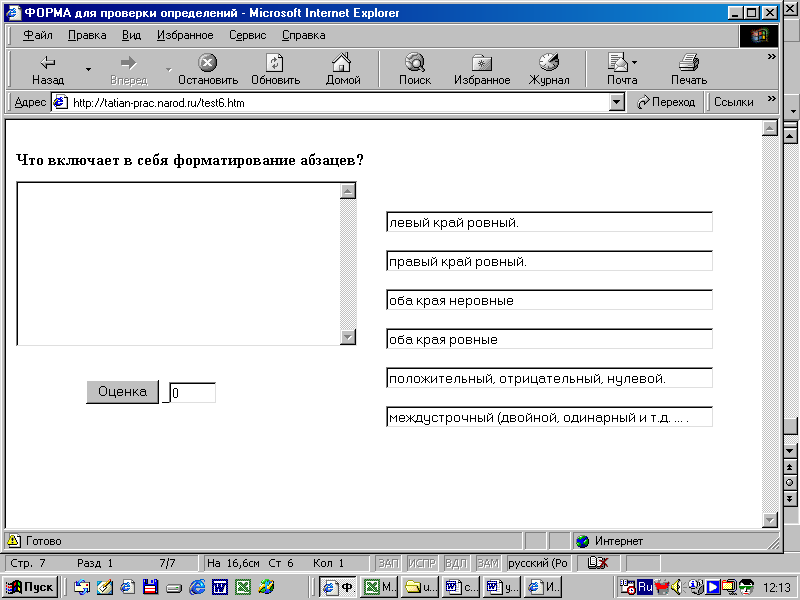 ФОРМА для проверки определений - Microsoft Internet Explorer
Файл Правка Вид Избранное Сервис Справка
Назад Вперед Остановить Обновить Домой Поиск Избранное Журнал Почта Печать »
Адрес http://tatian-prac.narod.ru/test6.htm Переход Ссылки »
Что включает в себя форматирование абзацев?
левый край ровный.
правый край ровный.
оба края неровные
оба края ровные
положительный, отрицательный, нулевой.
междустрочный (двойной, одинарный и т.д. ... .
Оценка 0
Готово Интернет
Стр. 7 Разд 1 7/7 На 16,6см Ст 6 Кол 1 ЗАП ИСПР ВДЛ ЗАМ русский (Ро
Пуск Ф. М.. u... с... у... И.. Ru 12:13